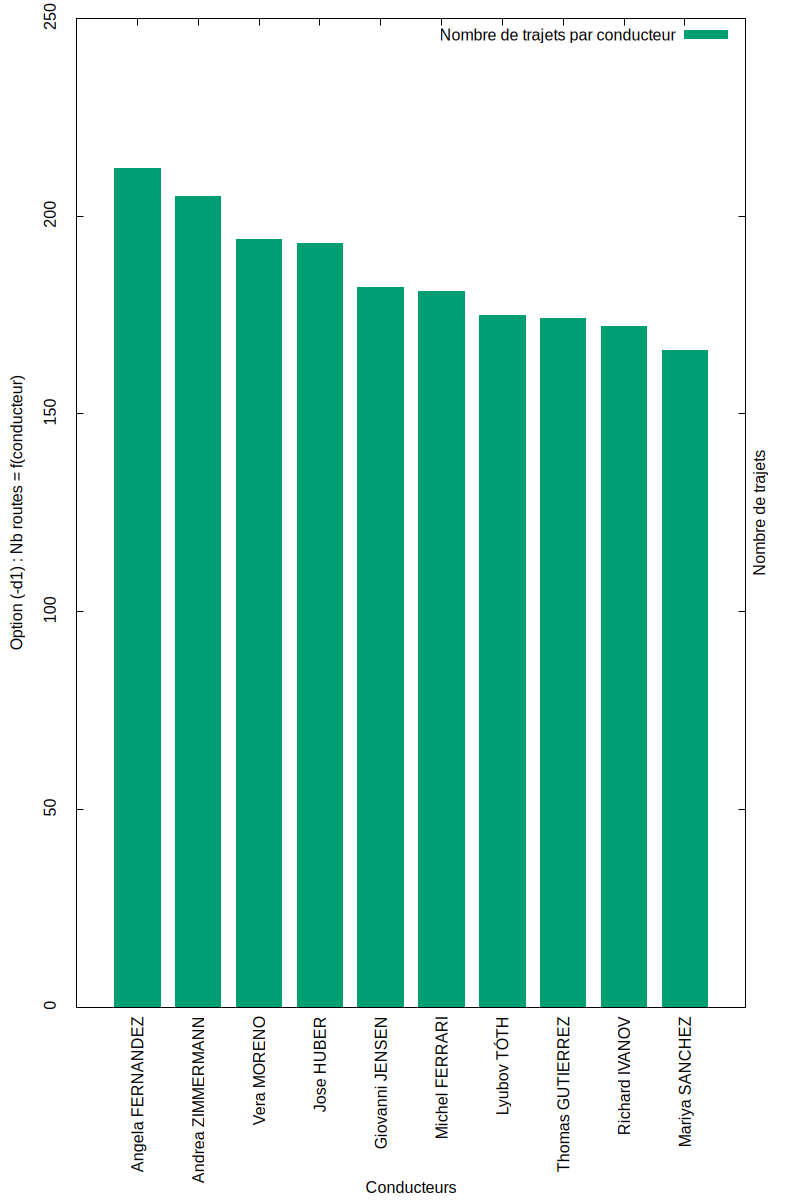 Nombre de trajets par conducteur
250
200
150
100
50
0
Option (-d1) : Nb routes = f(conducteur)
Nombre de trajets
Angela FERNANDEZ
Andrea ZIMMERMANN
Vera MORENO
Jose HUBER
Giovanni JENSEN
Michel FERRARI
Lyubov TÓTH
Thomas GUTIERREZ
Richard IVANOV
Mariya SANCHEZ
Conducteurs